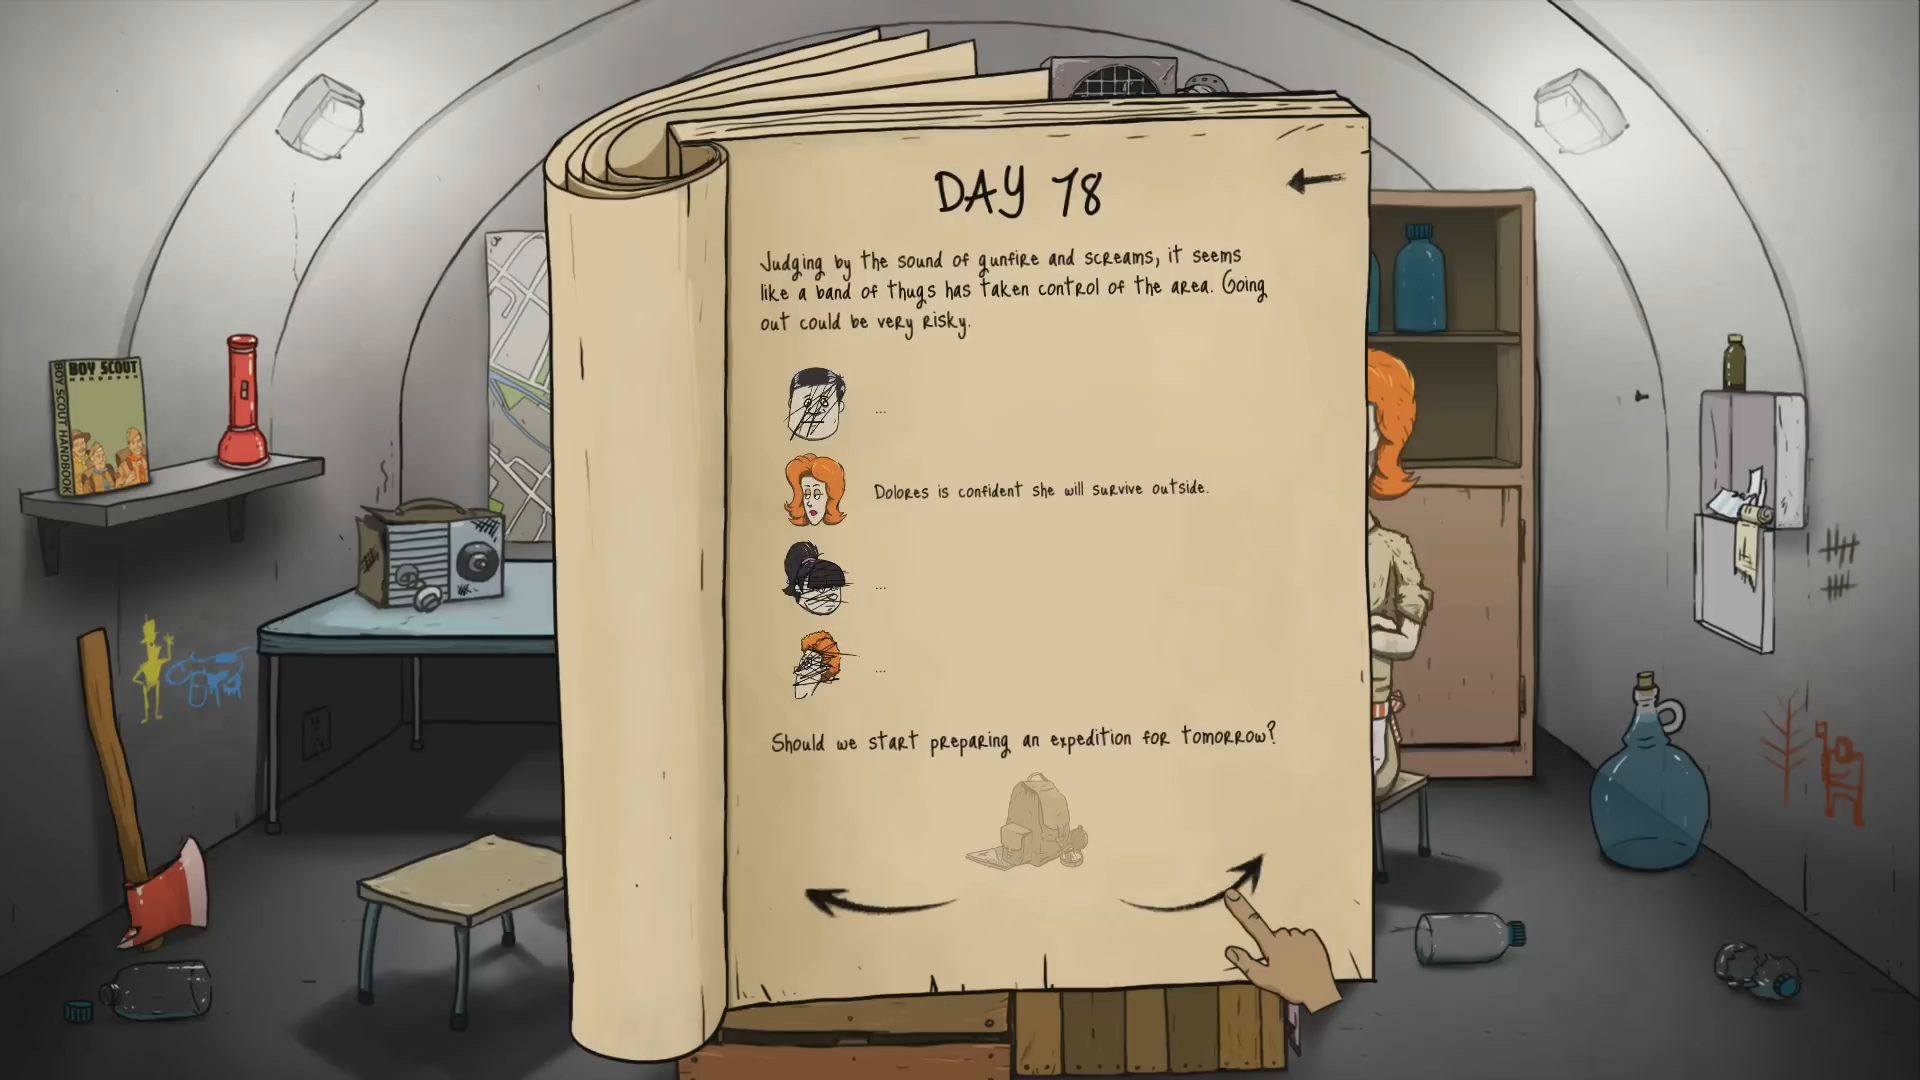 DAY 78
Judging by the sound of gunfire and screams, it seems
like a band of thugs has taken control of the area. Going
out could be very risky.
...
Dolores is confident she will survive outside.
...
...
Should we start preparing an expedition for tomorrow?
BOY SCOUT
HANDBOOK
BOY SCOUT HANDBOOK